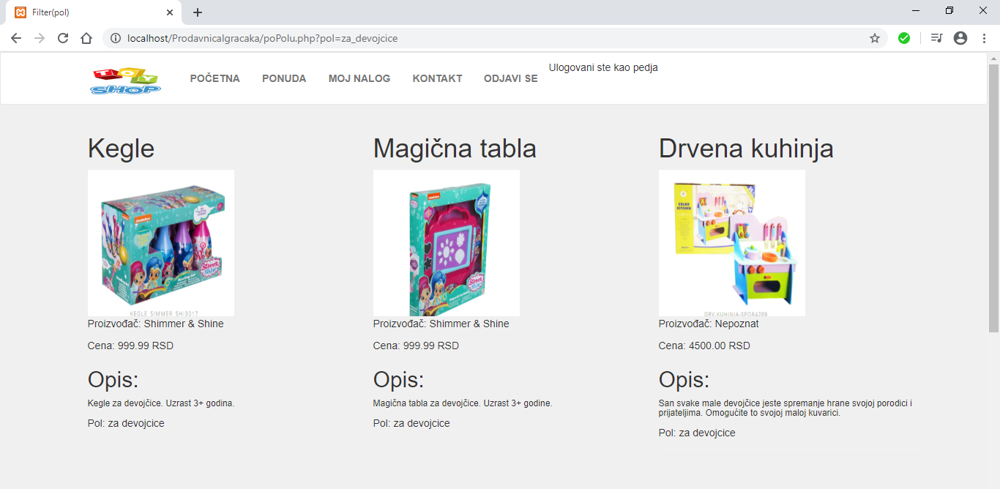 Filter(pol)
localhost/ProdavnicaIgracaka/poPolu.php?pol=za_devojcice
TOY
SHOP
POČETNA
PONUDA
MOJ NALOG
KONTAKT
ODJAVI SE
Ulogovani ste kao pedja
Kegle
KEGLE SIMMER SHI3017
Proizvođač: Shimmer & Shine
Cena: 999.99 RSD
Opis:
Kegle za devojčice. Uzrast 3+ godina.
Pol: za devojcice
Magična tabla
Proizvođač: Shimmer & Shine
Cena: 999.99 RSD
Opis:
Magična tabla za devojčice. Uzrast 3+ godine.
Pol: za devojcice
Drvena kuhinja
COLOR
KITCHEN
DRV.KUHINJA-SPOR4209
Proizvođač: Nepoznat
Cena: 4500.00 RSD
Opis:
San svake male devojčice jeste spremanje hrane svojoj porodici i
prijateljima. Omogućite to svojoj maloj kuvarici.
Pol: za devojcice